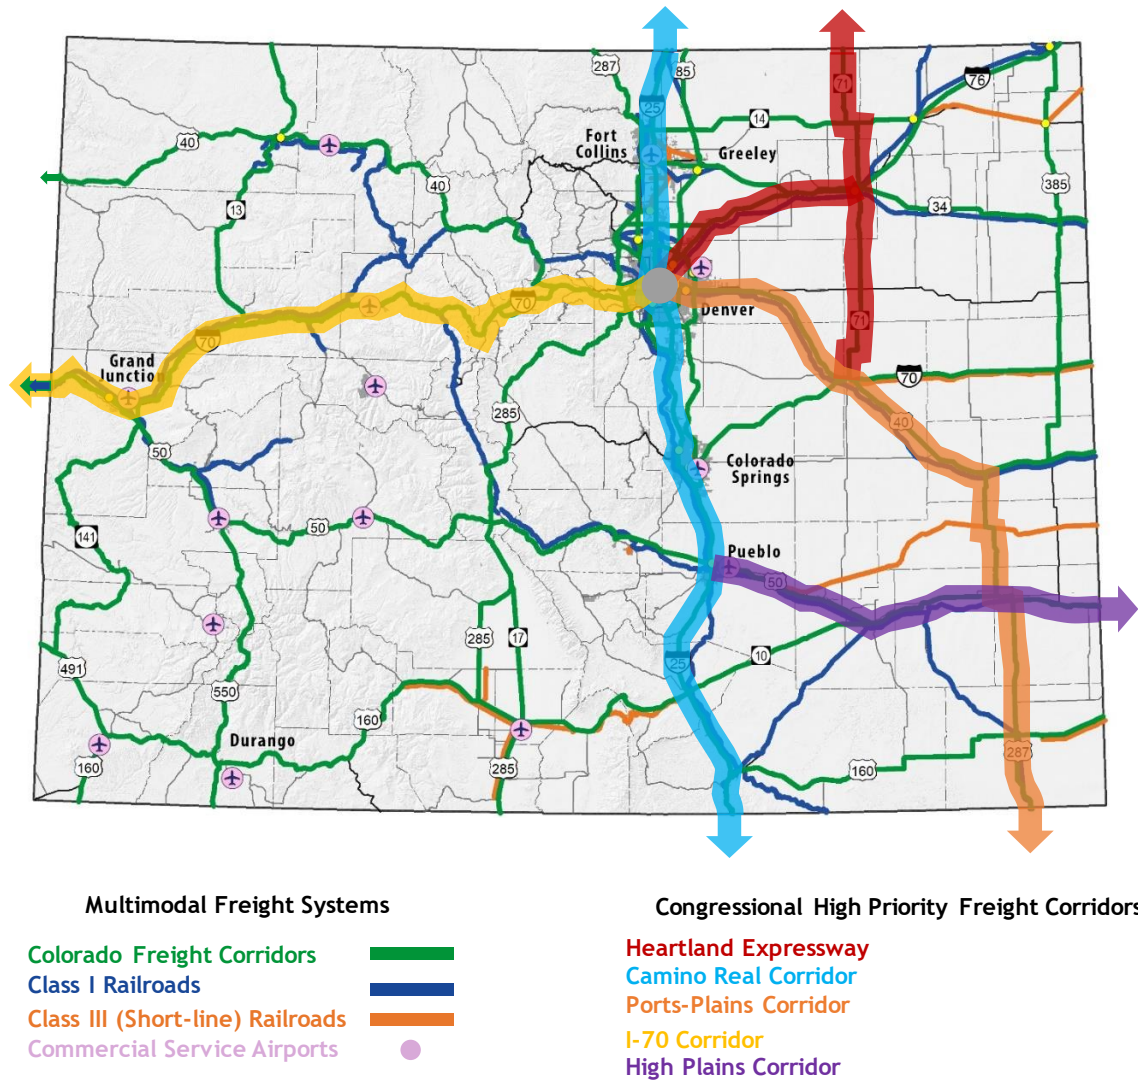 287
85
76
71
25
14
40
Fort
Collins
Greeley
40
385
13
34
70
Denver
70
71
Grand
Junction
70
285
40
50
Colorado
Springs
50
141
Pueblo
50
285
17
10
25
491
550
160
Durango
287
160
285
160
Multimodal Freight Systems
Colorado Freight Corridors
Class I Railroads
Class III (Short-line) Railroads
Commercial Service Airports
Congressional High Priority Freight Corridors
Heartland Expressway
Camino Real Corridor
Ports-Plains Corridor
I-70 Corridor
High Plains Corridor